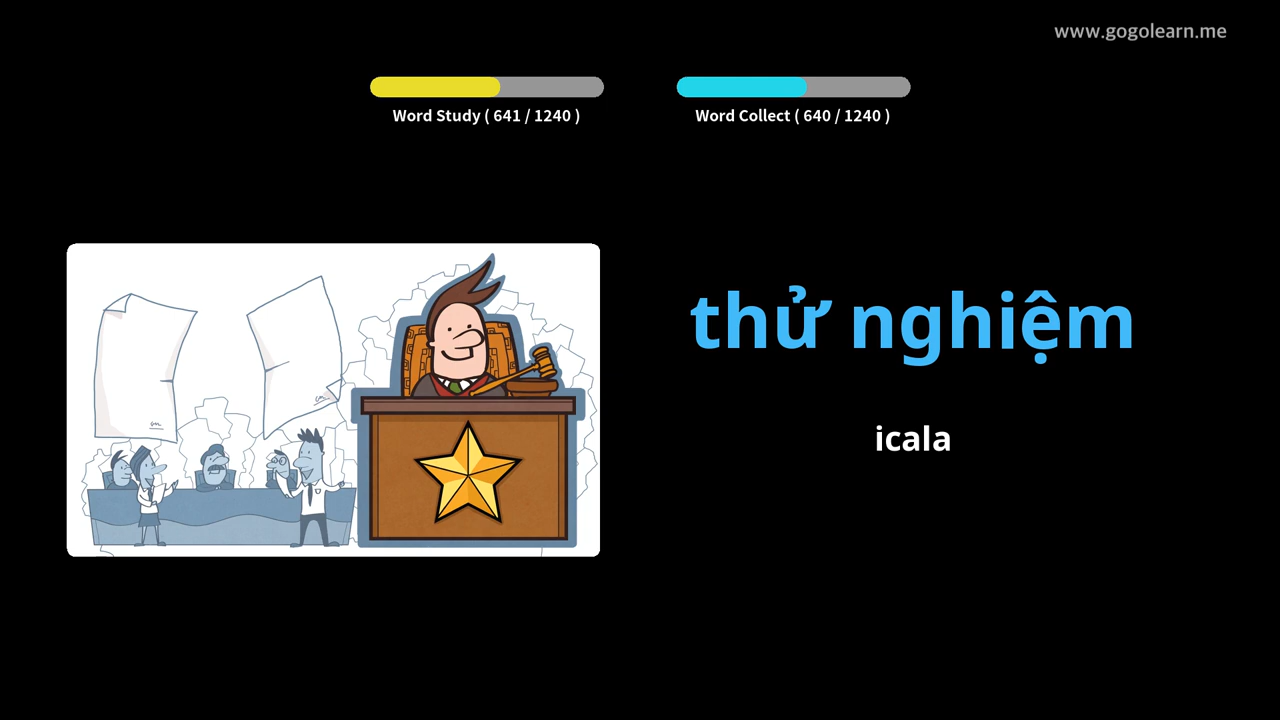 www.gogolearn.me
Word Study ( 641 / 1240 )
Word Collect ( 640 / 1240 )
thử nghiệm
icala